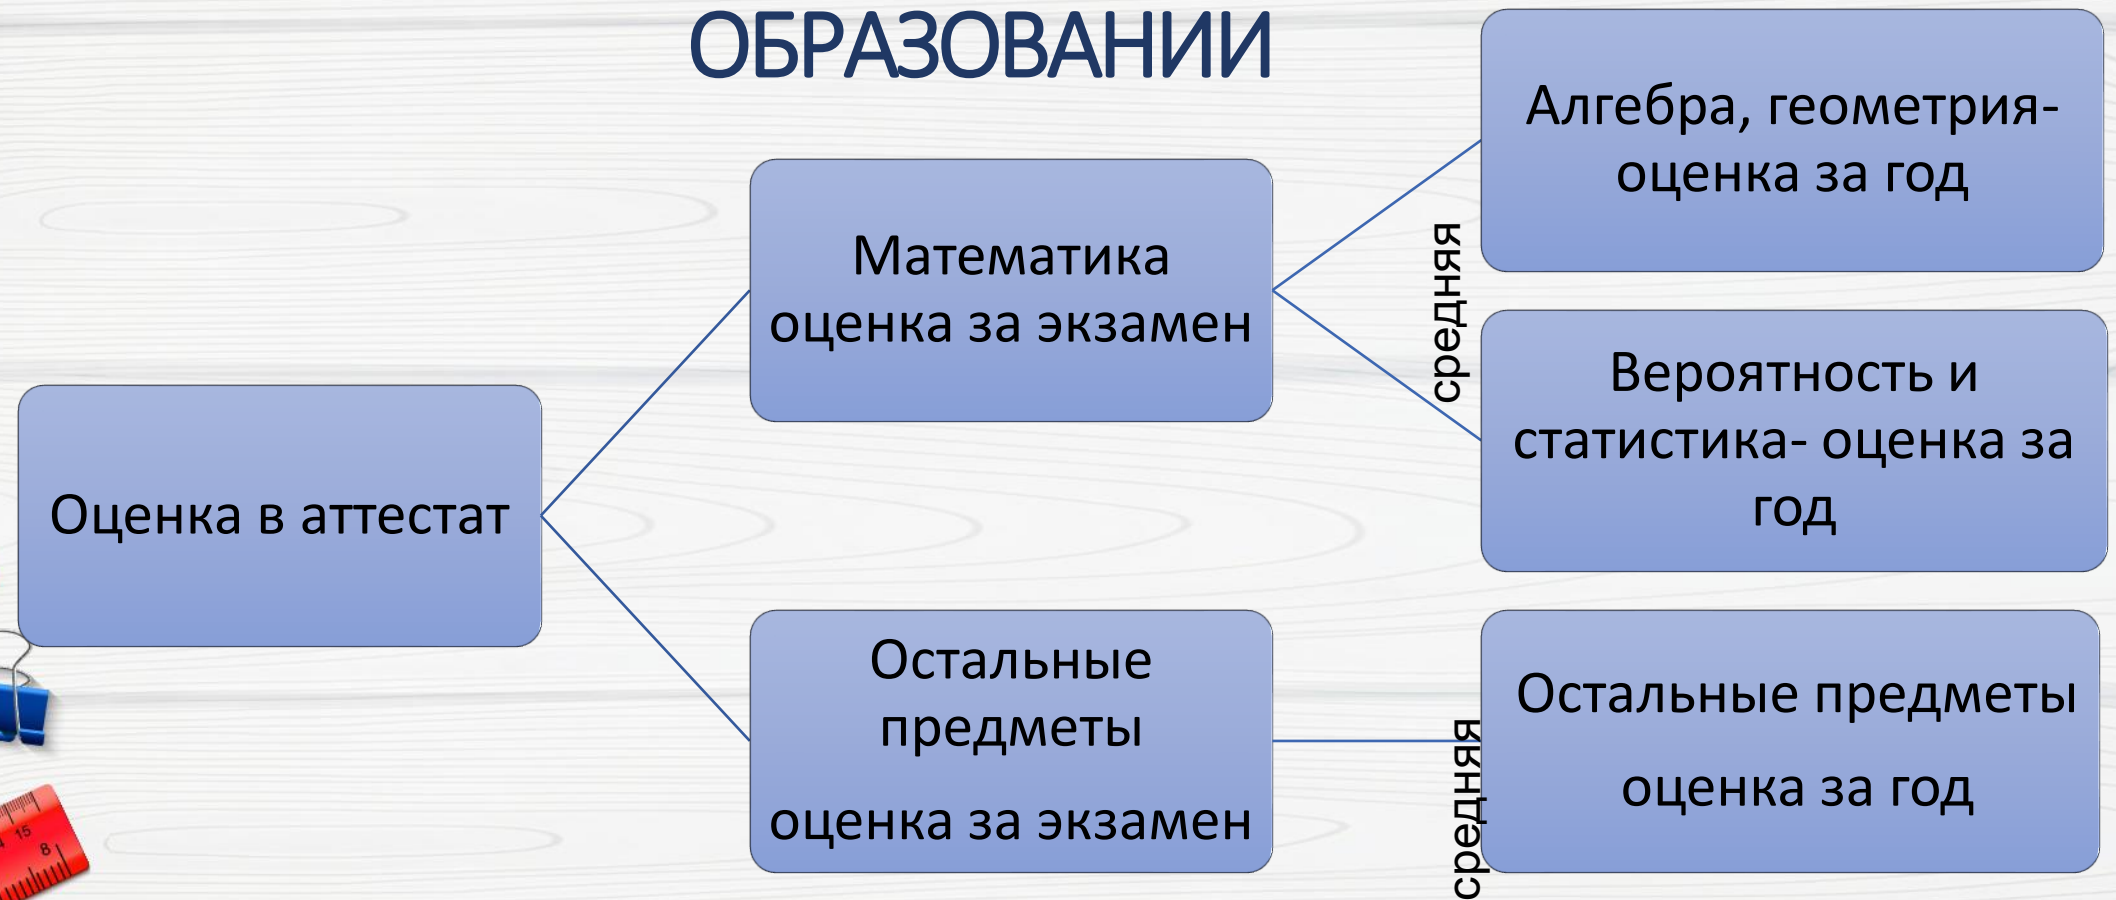 ОБРАЗОВАНИИ
Оценка в аттестат
Математика
оценка за экзамен
Остальные
предметы
оценка за экзамен
средняя
Алгебра, геометрия-
оценка за год
Вероятность и
статистика- оценка за
год
средняя
Остальные предметы
оценка за год
15
8